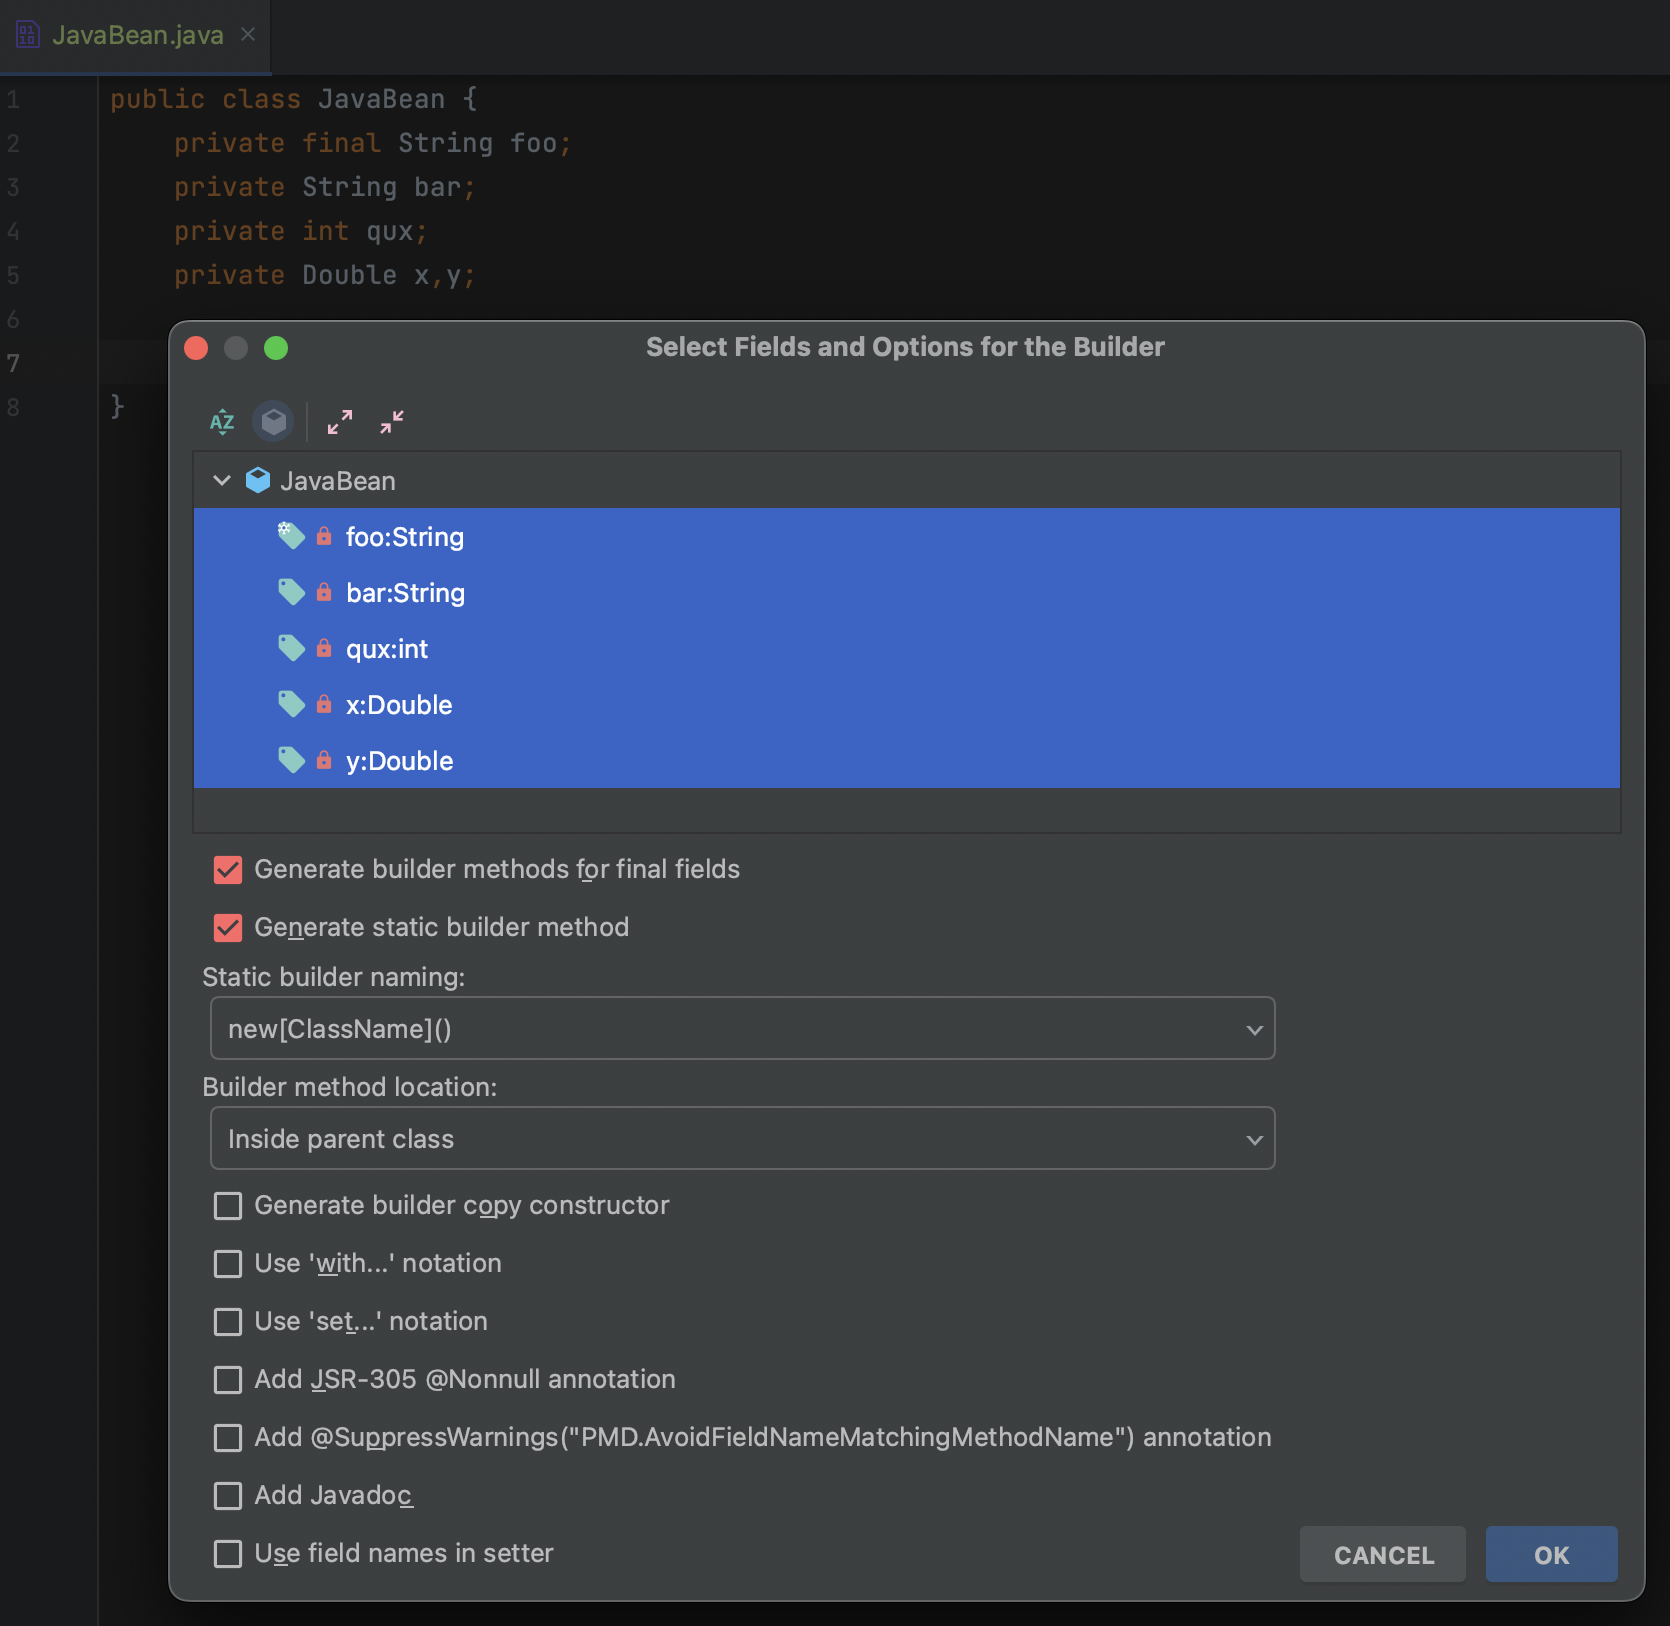 JavaBean.java
1 public class JavaBean {
2 private final String foo;
3 private String bar;
4 private int qux;
5 private Double x,y;
6
7
8 }
Select Fields and Options for the Builder
AZ
JavaBean
foo:String
bar:String
qux:int
x:Double
y:Double
Generate builder methods for final fields
Generate static builder method
Static builder naming:
new[ClassName]()
Builder method location:
Inside parent class
Generate builder copy constructor
Use 'with...' notation
Use 'set...' notation
Add JSR-305 @Nonnull annotation
Add @SuppressWarnings("PMD.AvoidFieldNameMatchingMethodName") annotation
Add Javadoc
Use field names in setter
CANCEL
OK